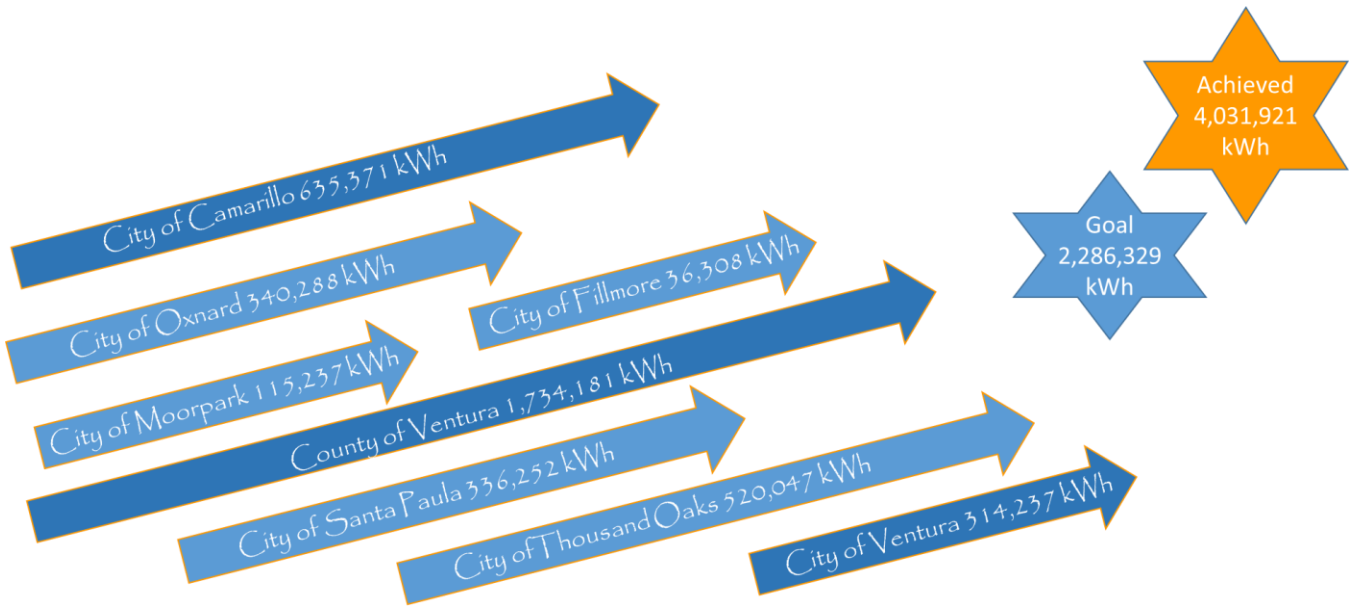 Achieved
4,031,921
kWh
Goal
2,286,329
kWh
City of Camarillo 635,371 kWh
City of Oxnard 340,288 kWh
City of Fillmore 36,308 kWh
City of Moorpark 115,237 kWh
County of Ventura 1,734,181 kWh
City of Santa Paula 336,252 kWh
City of Thousand Oaks 520,047 kWh
City of Ventura 314,237 kWh